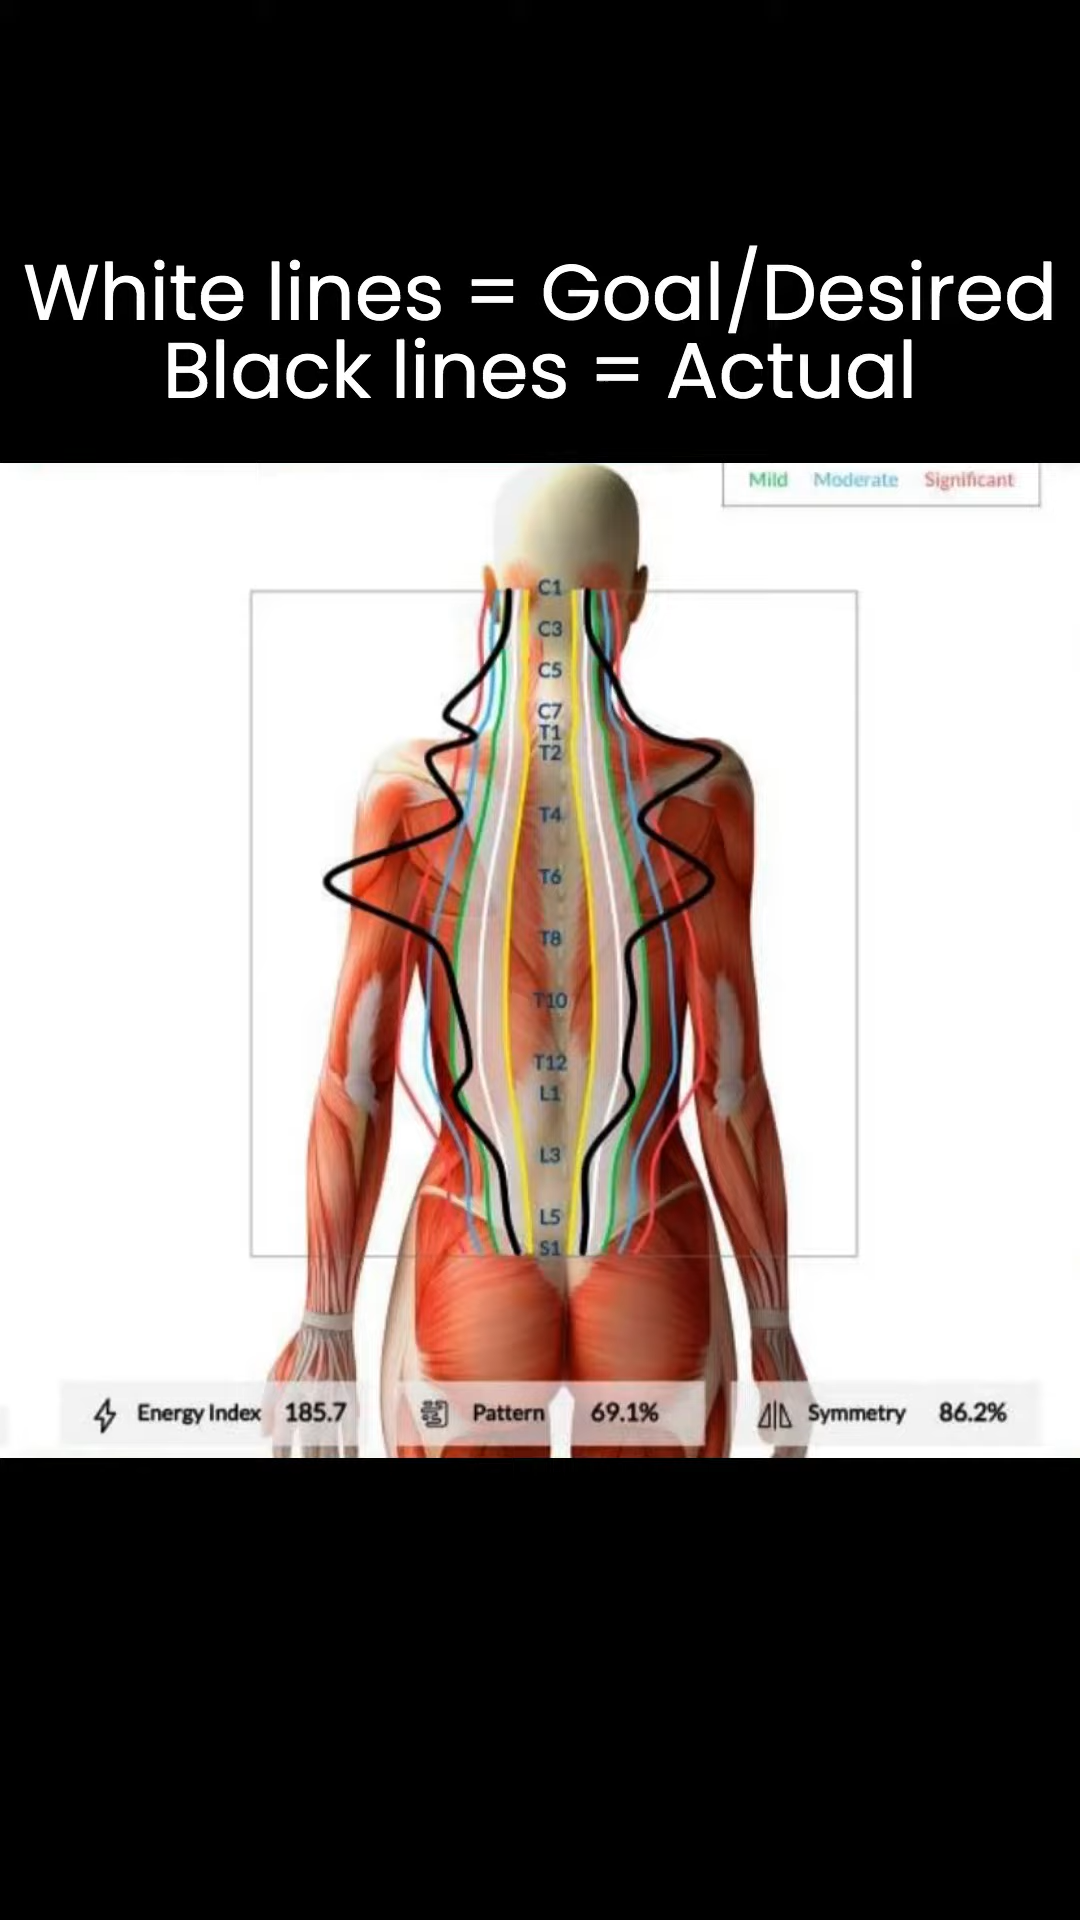 White lines = Goal/Desired
Black lines = Actual
Mild Moderate Significant
C1
C3
C5
C7
T1
T2
T4
T6
T8
T10
T12
L1
L3
L5
S1
Energy Index 185.7 Pattern 69.1% Symmetry 86.2%